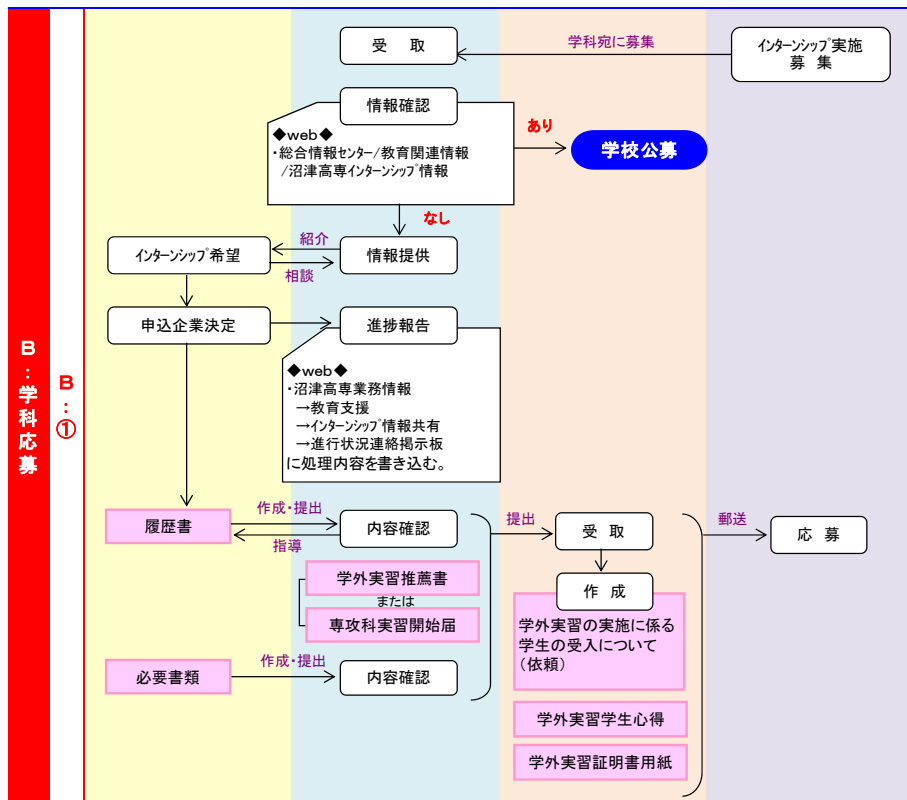 B:学科応募
B:①
受　取
学科宛に募集
インターンシップ実施
募 集
情報確認
◆web◆
・総合情報センター/教育関連情報
/沼津高専インターンシップ情報
あり
学校公募
なし
インターンシップ希望
紹介
相談
情報提供
申込企業決定
進捗報告
◆web◆
・沼津高専業務情報
→教育支援
→インターンシップ情報共有
→進行状況連絡掲示板
に処理内容を書き込む。
履歴書
作成・提出
指導
内容確認
提出
受 取
郵送
応 募
学外実習推薦書
または
専攻科実習開始届
作 成
学外実習の実施に係る
学生の受入について
（依頼）
必要書類
作成・提出
内容確認
学外実習学生心得
学外実習証明書用紙